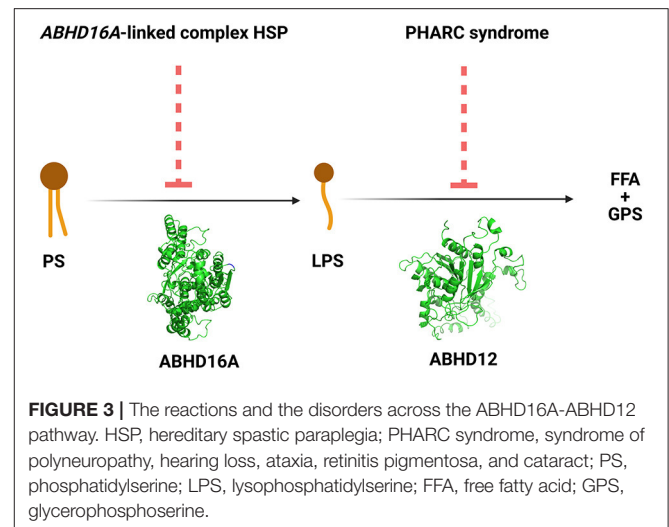 ABHD16A-linked complex HSP
PHARC syndrome
PS
LPS
FFA
+
GPS
ABHD16A
ABHD12
FIGURE 3 | The reactions and the disorders across the ABHD16A-ABHD12
pathway. HSP, hereditary spastic paraplegia; PHARC syndrome, syndrome of
polyneuropathy, hearing loss, ataxia, retinitis pigmentosa, and cataract; PS,
phosphatidylserine; LPS, lysophosphatidylserine; FFA, free fatty acid; GPS,
glycerophosphoserine.